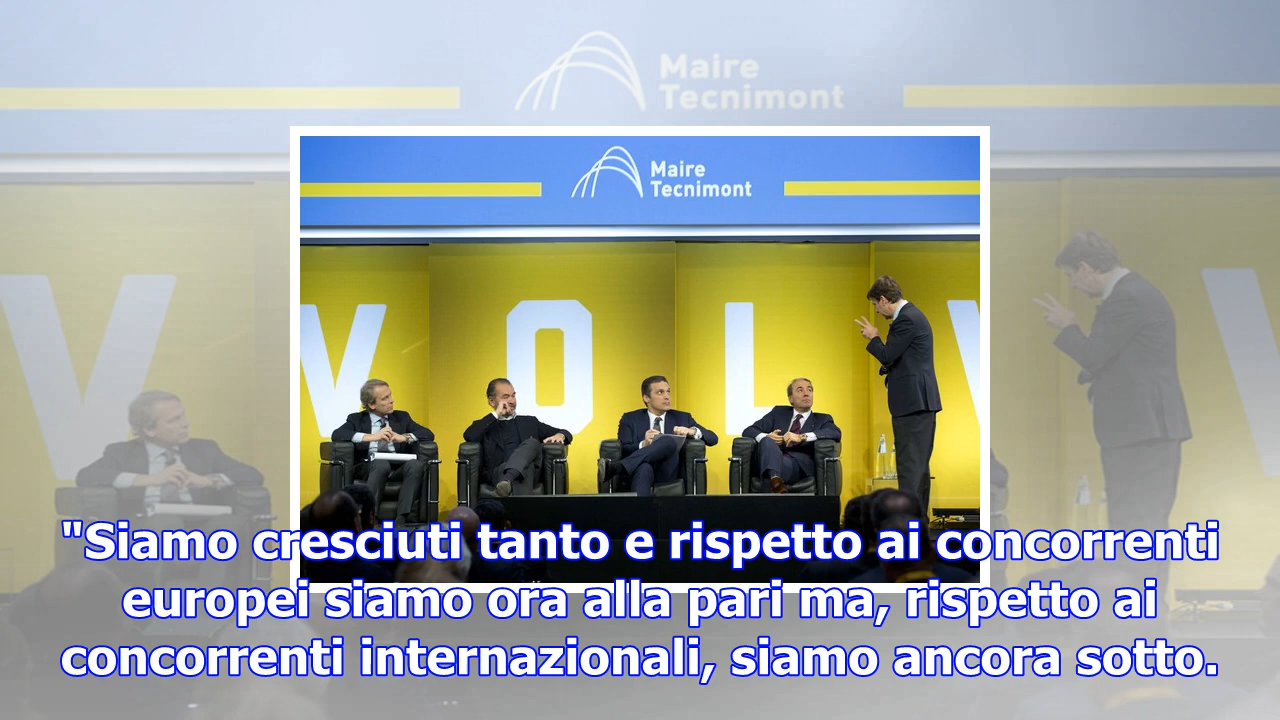 Maire
Tecnimont
Maire
Tecnimont
V O L
V
"Siamo cresciuti tanto e rispetto ai concorrenti
europei siamo ora alla pari ma, rispetto ai
concorrenti internazionali, siamo ancora sotto.